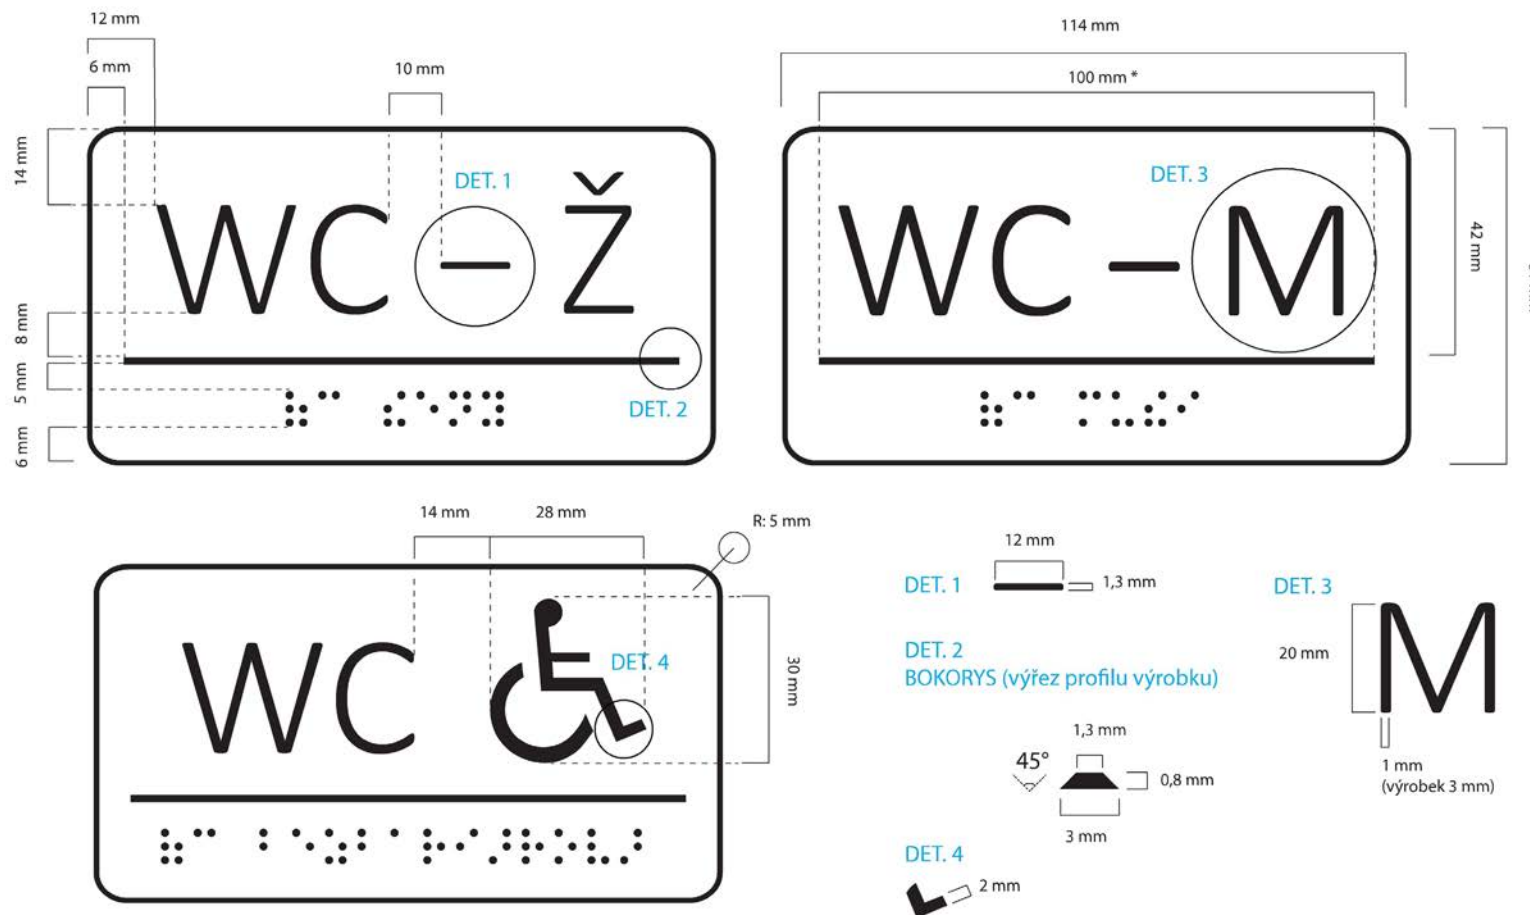 12 mm
6 mm
10 mm
14 mm
8 mm
5 mm
6 mm
DET. 1
WC – Ž
DET. 2
114 mm
100 mm *
DET. 3
WC – M
42 mm
14 mm
28 mm
R: 5 mm
WC
DET. 4
30 mm
DET. 1
12 mm
1,3 mm
DET. 2
BOKORYS (výřez profilu výrobku)
45°
1,3 mm
0,8 mm
3 mm
DET. 3
20 mm
M
1 mm
(výrobek 3 mm)
DET. 4
2 mm